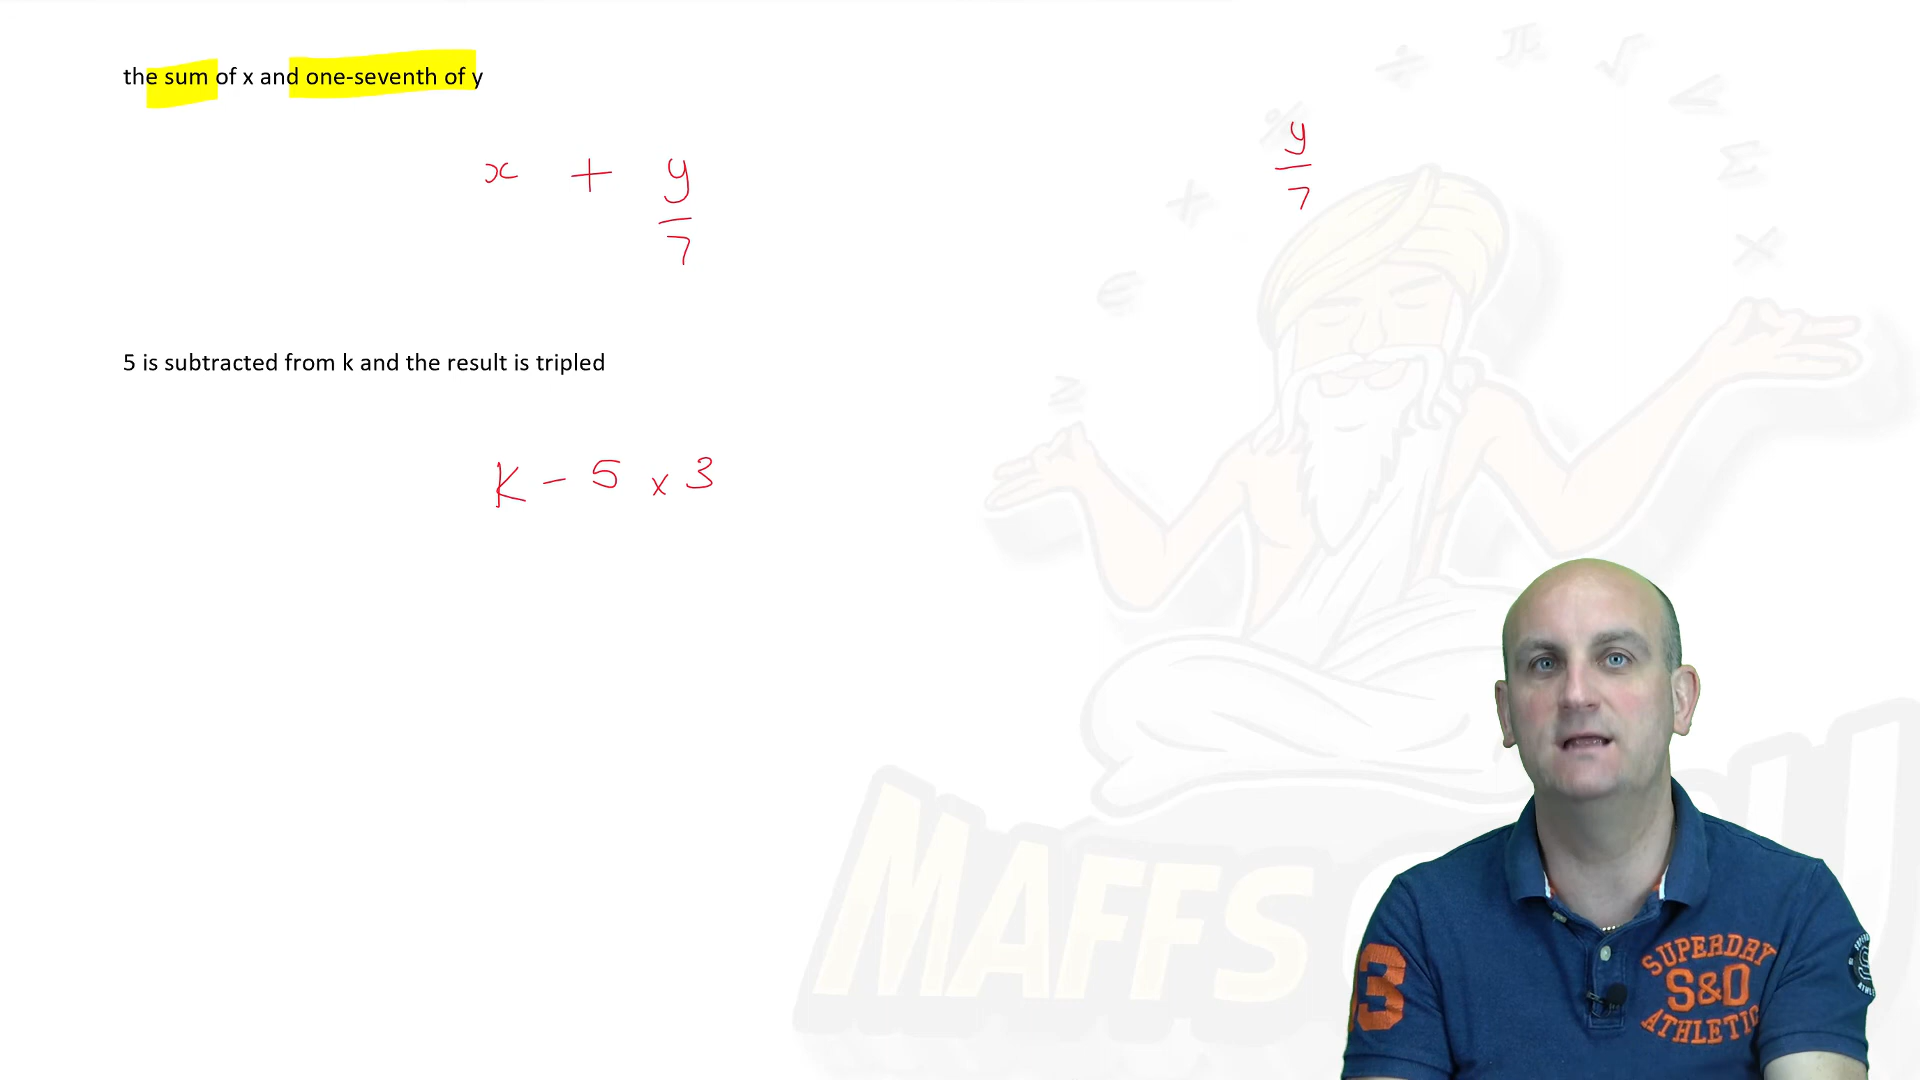 the sum of x and one-seventh of y
x + y/7
y/7
5 is subtracted from k and the result is tripled
K - 5 x 3
MAFFS
3
SUPERDRY
S&O
ATHLETIC